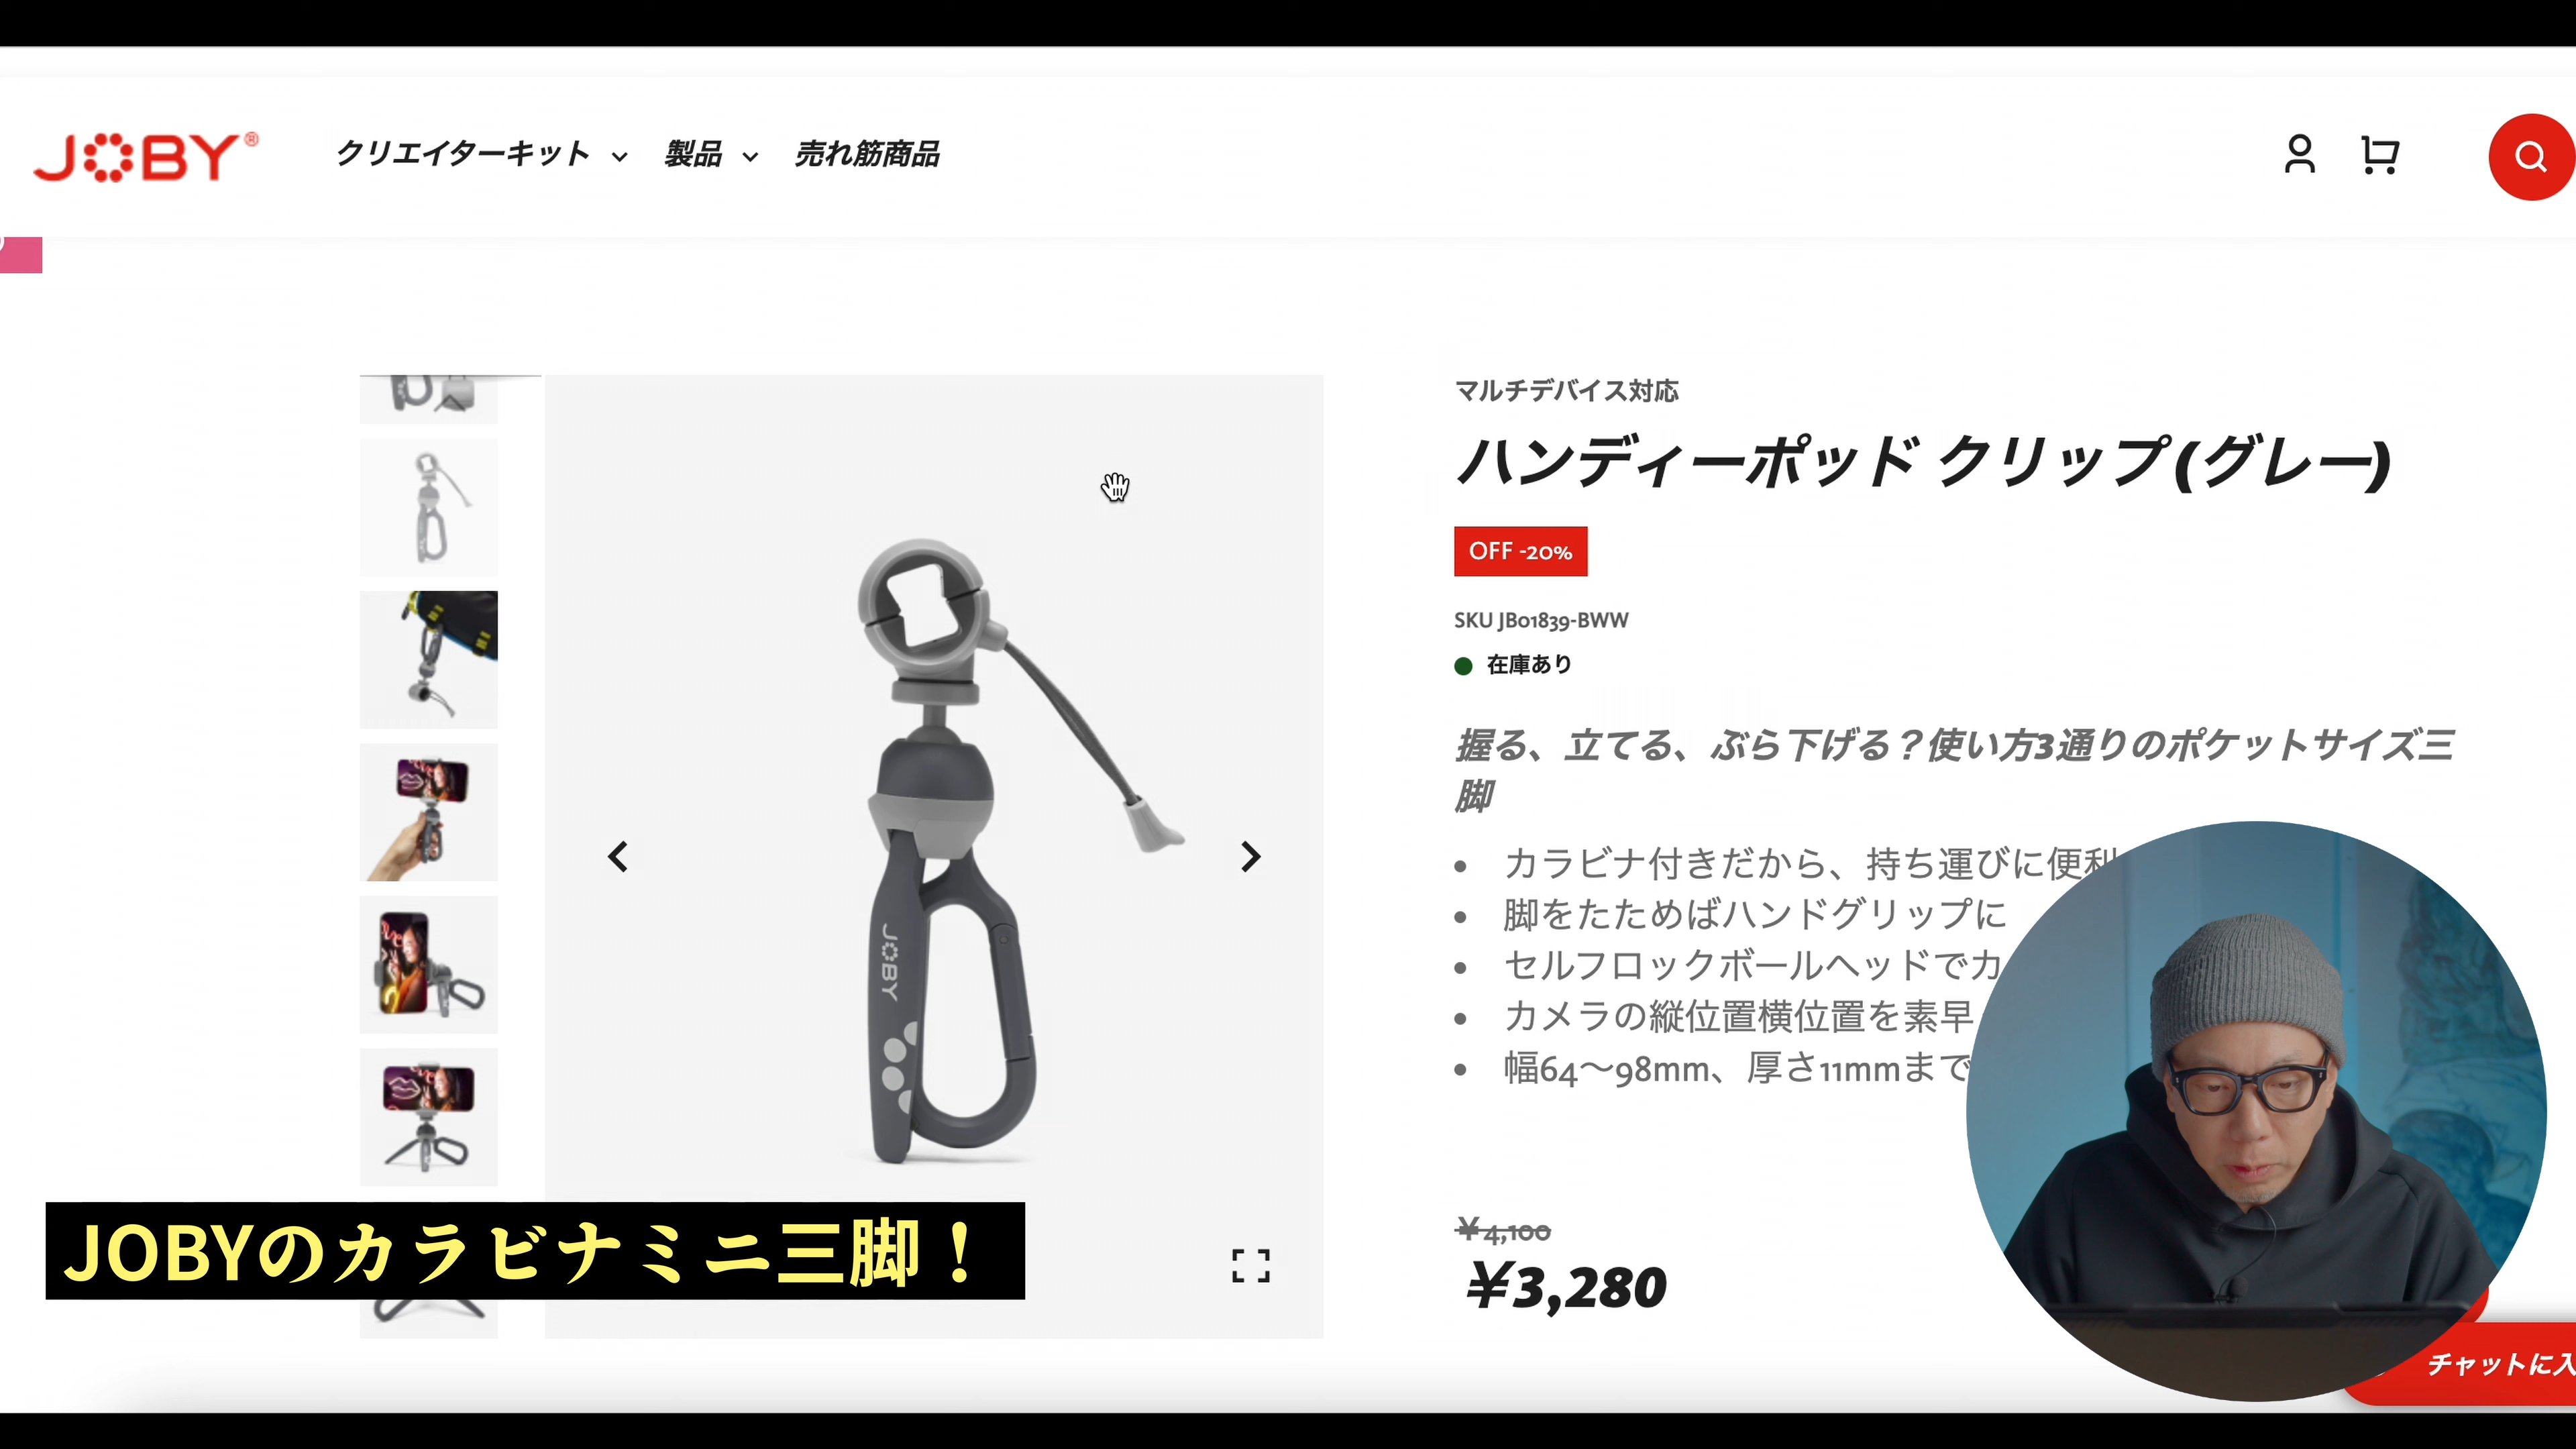 JOBY®
クリエイターキット
製品
売れ筋商品
マルチデバイス対応
ハンディーポッド クリップ(グレー)
OFF -20%
SKU JB01839-BWW
在庫あり
握る、立てる、ぶら下げる？使い方3通りのポケットサイズ三
脚
カラビナ付きだから、持ち運びに便利
脚をたためばハンドグリップに
セルフロックボールヘッドでカ
カメラの縦位置横位置を素早
幅64〜98mm、厚さ11mmまで
¥4,100
¥3,280
JOBY
JOBYのカラビナミニ三脚！
チャットに入